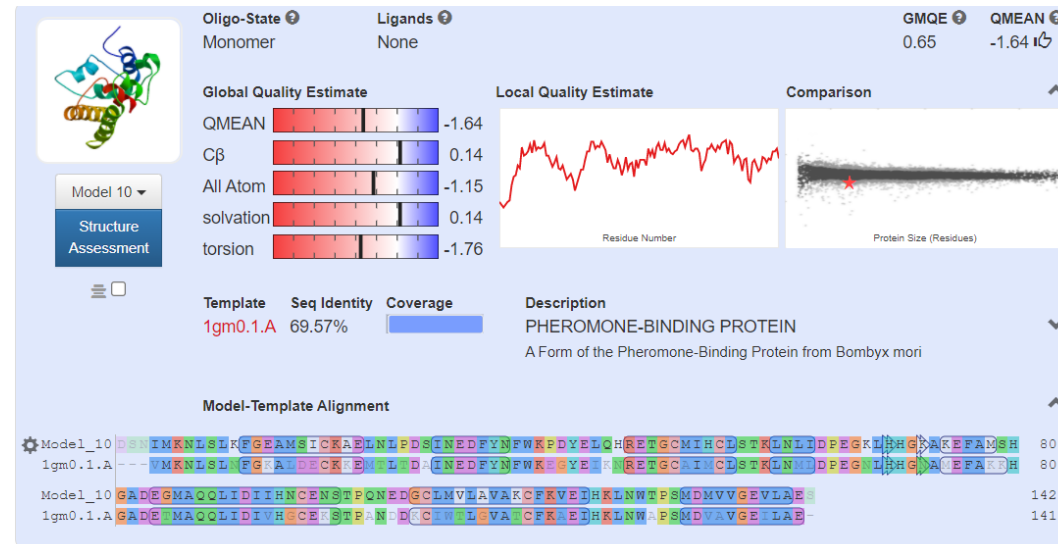 Oligo-State
Ligands
GMQE
QMEAN
Monomer
None
0.65
-1.64
Global Quality Estimate
Local Quality Estimate
Comparison
QMEAN -1.64
Cβ 0.14
All Atom -1.15
solvation 0.14
torsion -1.76
Residue Number
Protein Size (Residues)
Model 10
Structure
Assessment
Template Seq Identity Coverage Description
1gm0.1.A 69.57% PHEROMONE-BINDING PROTEIN
A Form of the Pheromone-Binding Protein from Bombyx mori
Model-Template Alignment
Model_10 DSNIMKNLSLKFGEAMSICKAELNLPDSINEDFYNFWKPDYELQHRETGCMIHCLSTKLNLIDPEGKLHHGKAKEFAMSH 80
1gm0.1.A ---VMKNLSLNFGKALDECKKEMTLTDAINEDFYNFWKEGYEIKNRETGCAIMCLSTKLNMLDPEGNLHHGNAMEFAKKH 80
Model_10 GADEGMAQQLIDIIHNCENSTPQNEDGCLMVLAVAKCFKVEIHKLNWTPSMDMVVGEVLAES 142
1gm0.1.A GADETMAQQLIDIVHGCEKSTPANDDKCIWTLGVATCFKAEIHKLNWAPSMDVAVGEILAE- 141